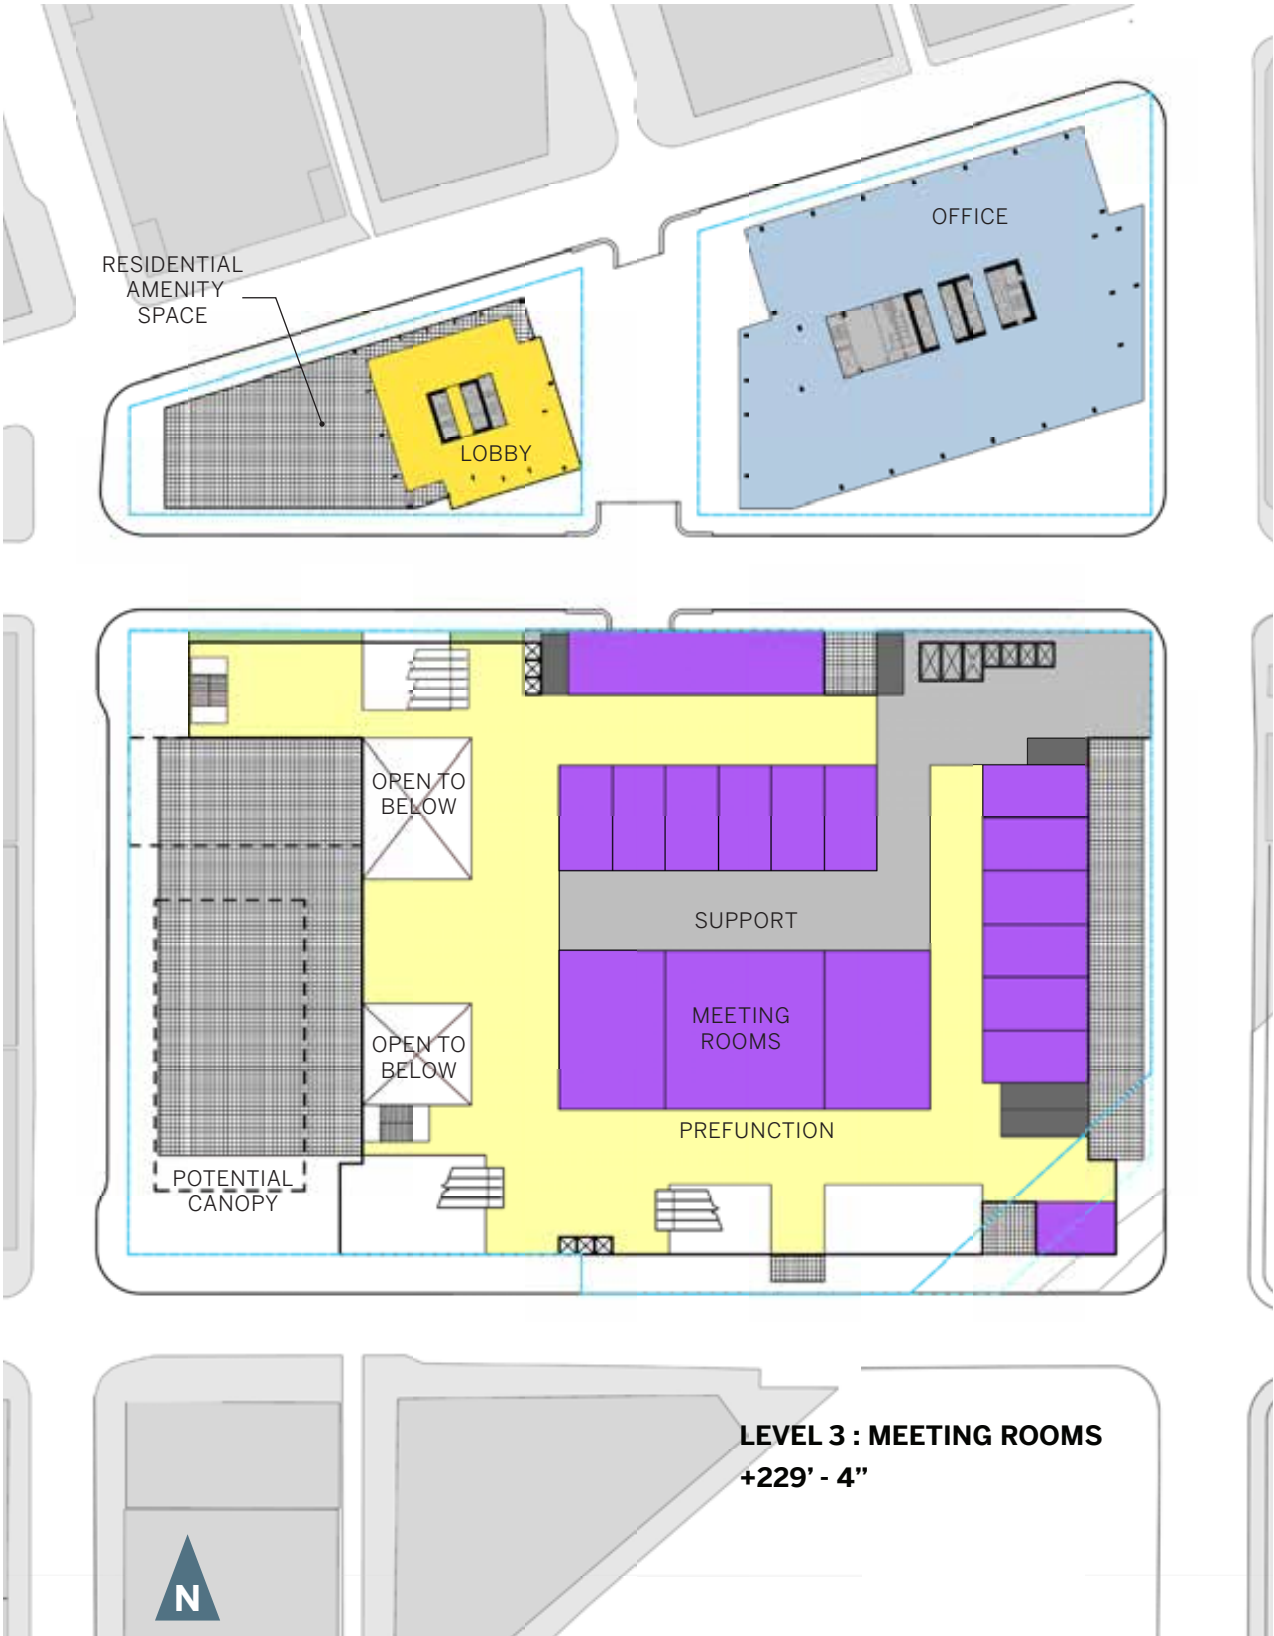 OFFICE
RESIDENTIAL
AMENITY
SPACE
LOBBY
OPEN TO
BELOW
SUPPORT
MEETING
ROOMS
OPEN TO
BELOW
PREFUNCTION
POTENTIAL
CANOPY
LEVEL 3 : MEETING ROOMS
+229’ - 4”
N